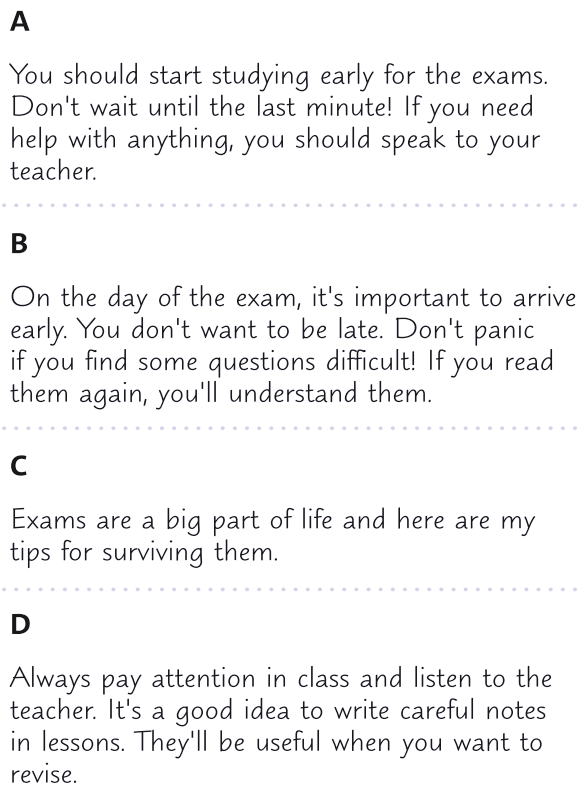 A
You should start studying early for the exams.
Don't wait until the last minute! If you need
help with anything, you should speak to your
teacher.
B
On the day of the exam, it's important to arrive
early. You don't want to be late. Don't panic
if you find some questions difficult! If you read
them again, you'll understand them.
C
Exams are a big part of life and here are my
tips for surviving them.
D
Always pay attention in class and listen to the
teacher. It's a good idea to write careful notes
in lessons. They'll be useful when you want to
revise.